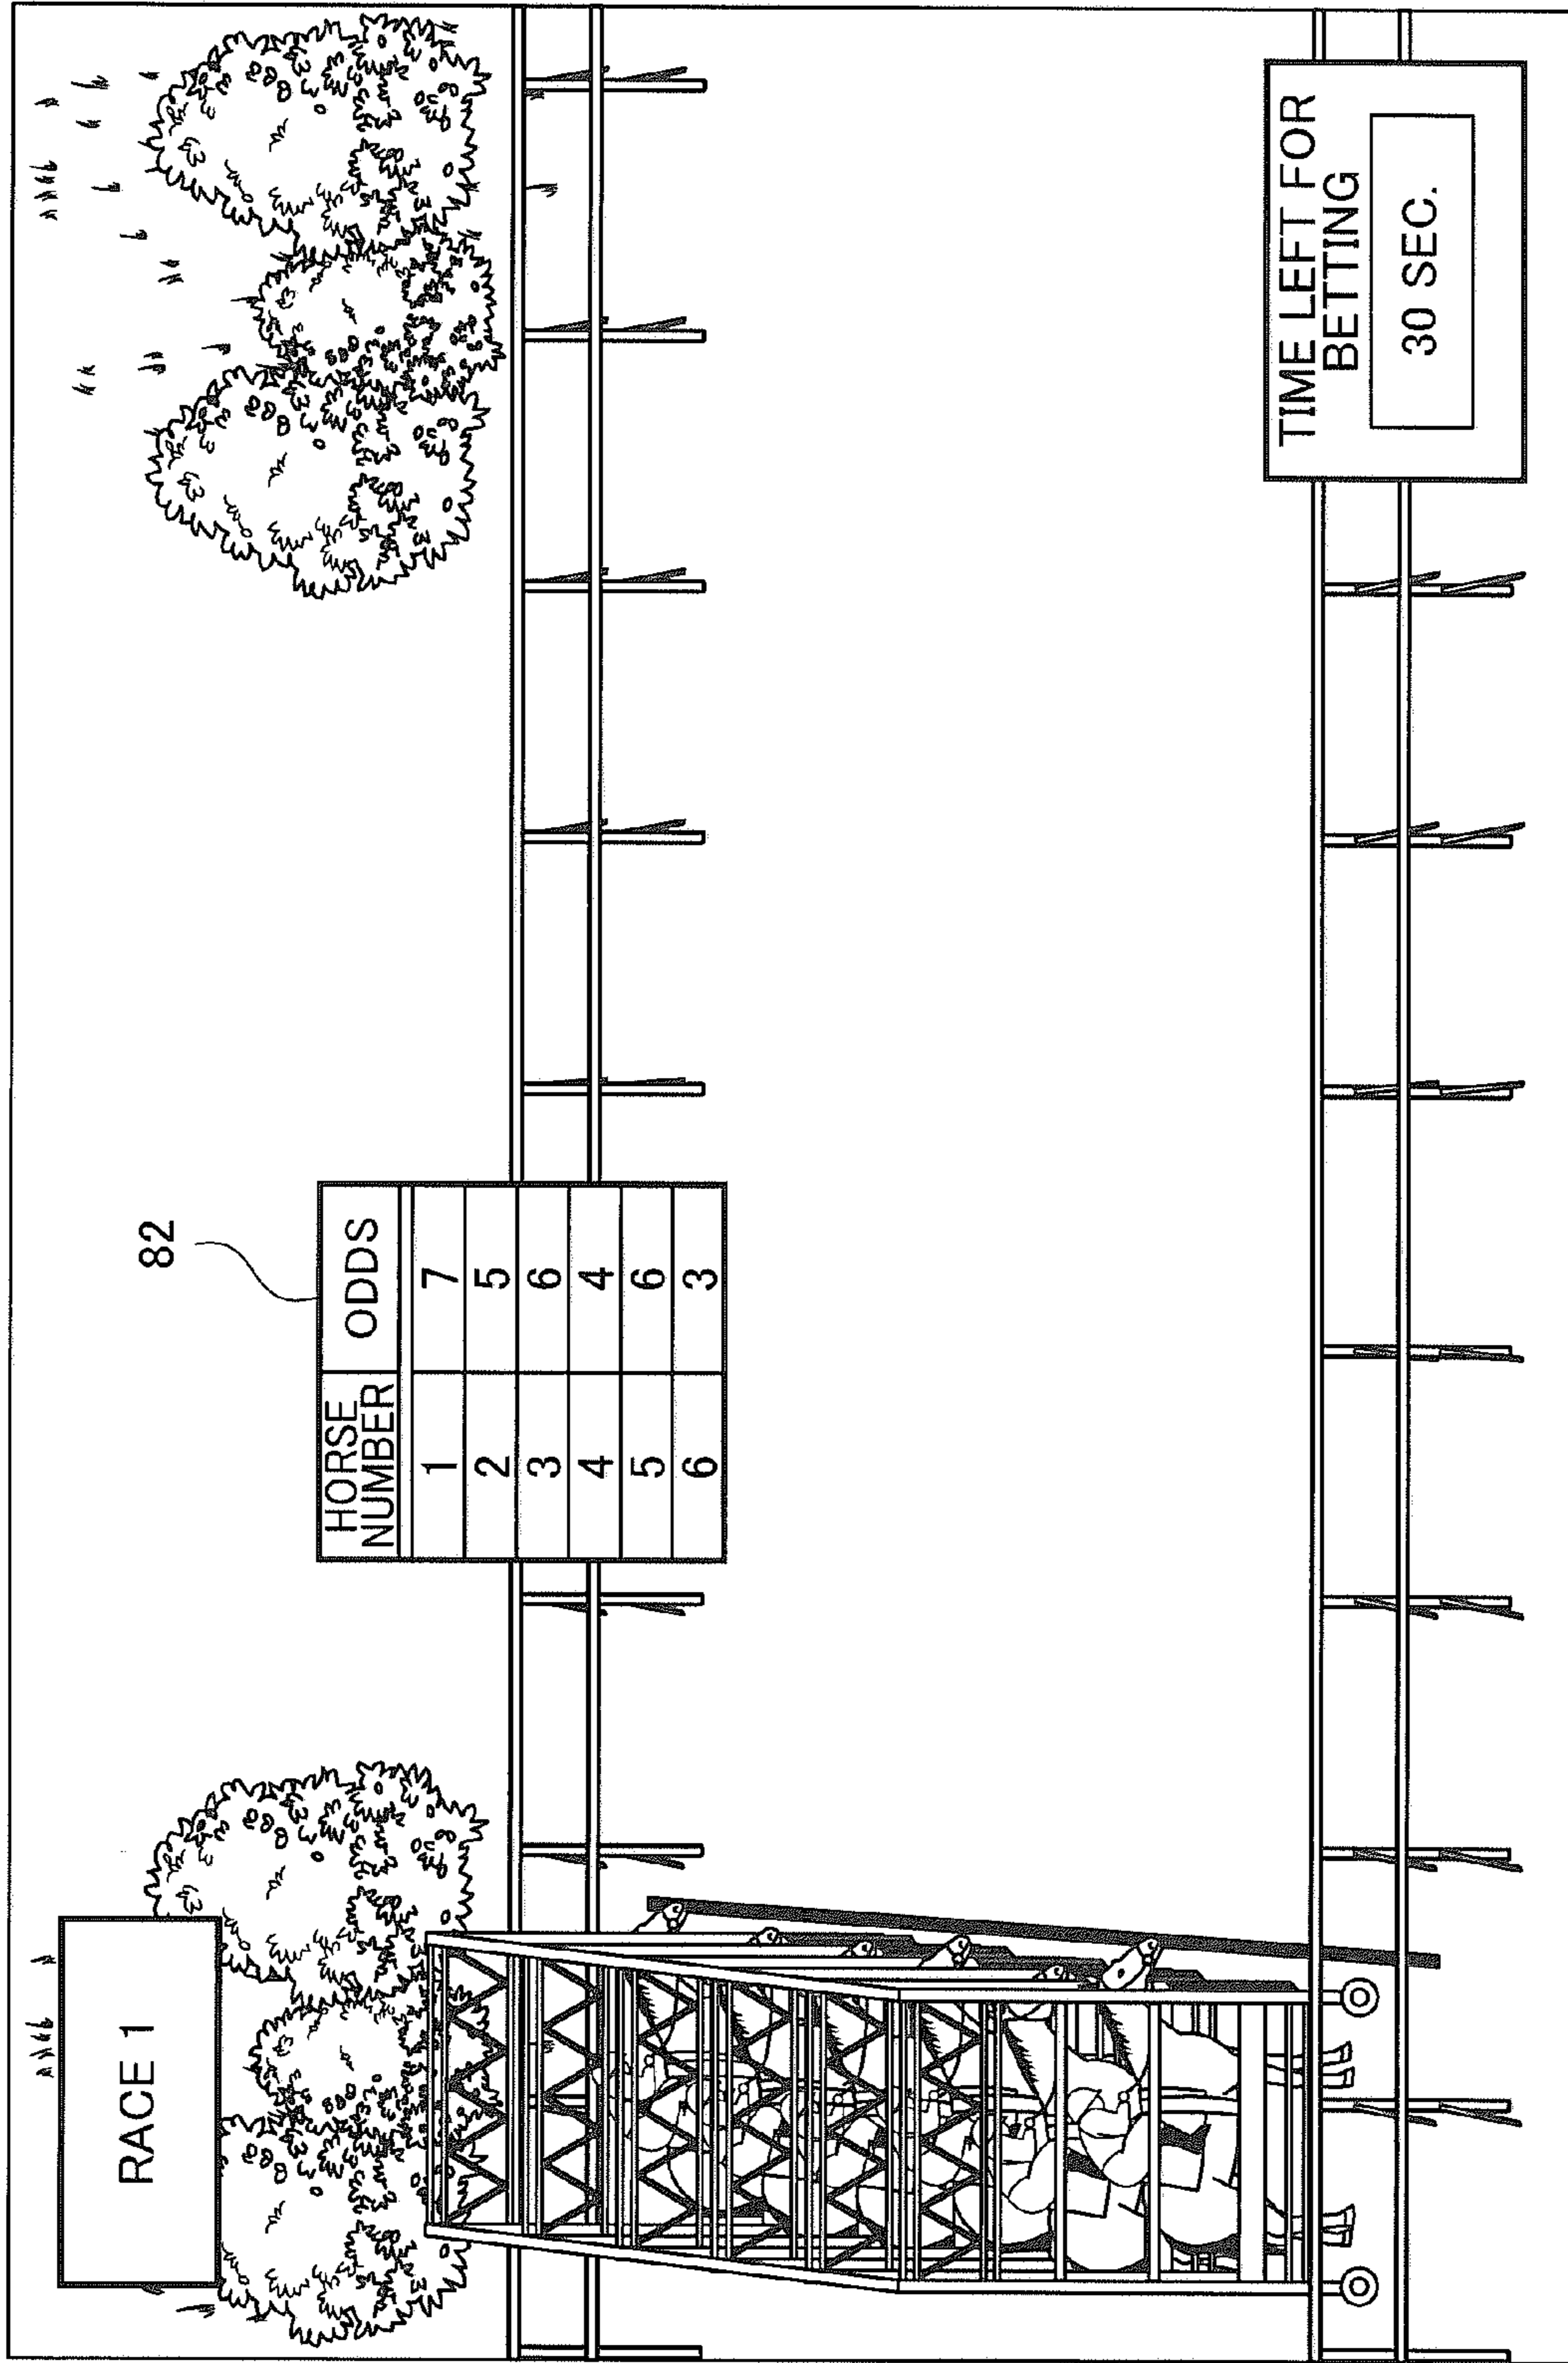 RACE 1
82
HORSE NUMBER ODDS
1 7
2 5
3 6
4 4
5 6
6 3
TIME LEFT FOR
BETTING
30 SEC.